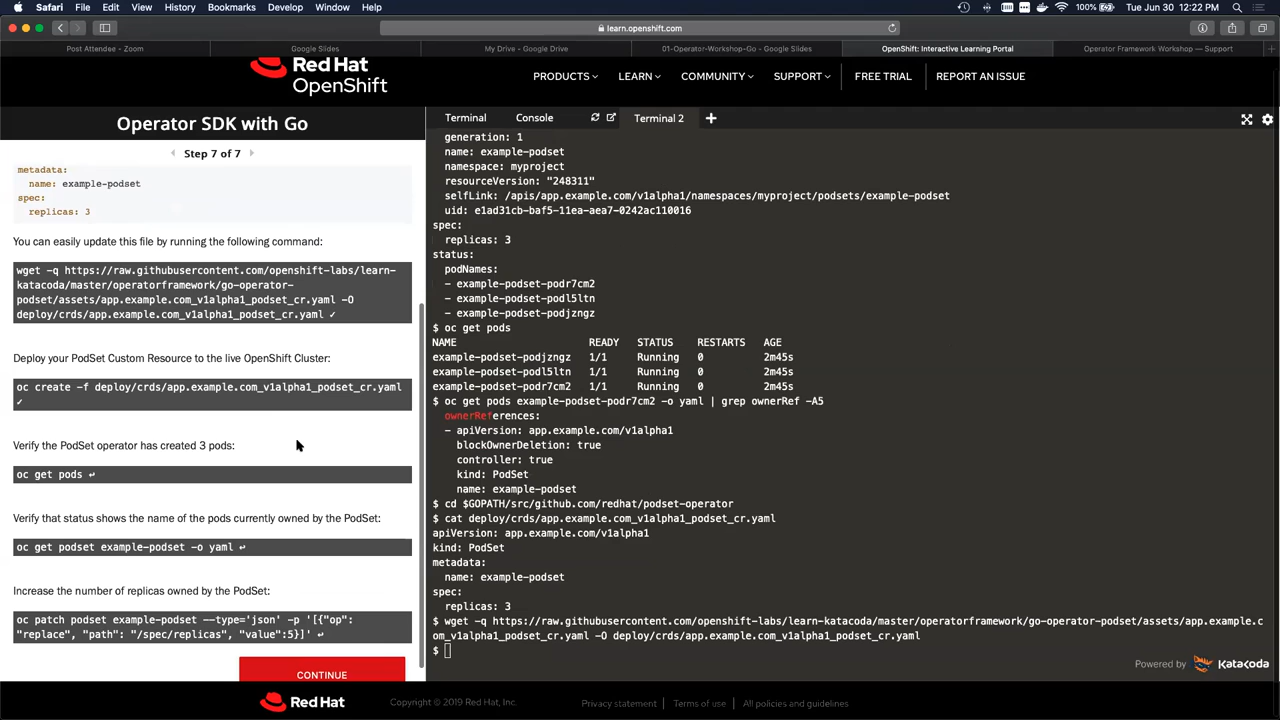 Safari File Edit View History Bookmarks Develop Window Help 100% Tue Jun 30 12:22 PM
learn.openshift.com
Post Attendee - Zoom Google Slides My Drive - Google Drive 01-Operator-Workshop-Go - Google Slides OpenShift: Interactive Learning Portal Operator Framework Workshop — Support
Red Hat
OpenShift
PRODUCTS LEARN COMMUNITY SUPPORT FREE TRIAL REPORT AN ISSUE
Operator SDK with Go
Step 7 of 7
metadata:
name: example-podset
spec:
replicas: 3
You can easily update this file by running the following command:
wget -q https://raw.githubusercontent.com/openshift-labs/learn-
katacoda/master/operatorframework/go-operator-
podset/assets/app.example.com_v1alpha1_podset_cr.yaml -O
deploy/crds/app.example.com_v1alpha1_podset_cr.yaml ✓
Deploy your PodSet Custom Resource to the live OpenShift Cluster:
oc create -f deploy/crds/app.example.com_v1alpha1_podset_cr.yaml
✓
Verify the PodSet operator has created 3 pods:
oc get pods ↩
Verify that status shows the name of the pods currently owned by the PodSet:
oc get podset example-podset -o yaml ↩
Increase the number of replicas owned by the PodSet:
oc patch podset example-podset --type='json' -p '[{"op":
"replace", "path": "/spec/replicas", "value":5}]' ↩
CONTINUE
Terminal Console Terminal 2 +
generation: 1
name: example-podset
namespace: myproject
resourceVersion: "248311"
selfLink: /apis/app.example.com/v1alpha1/namespaces/myproject/podsets/example-podset
uid: e1ad31cb-baf5-11ea-aea7-0242ac110016
spec:
replicas: 3
status:
podNames:
- example-podset-podr7cm2
- example-podset-podl5ltn
- example-podset-podjzngz
$ oc get pods
NAME READY STATUS RESTARTS AGE
example-podset-podjzngz 1/1 Running 0 2m45s
example-podset-podl5ltn 1/1 Running 0 2m45s
example-podset-podr7cm2 1/1 Running 0 2m45s
$ oc get pods example-podset-podr7cm2 -o yaml | grep ownerRef -A5
ownerReferences:
- apiVersion: app.example.com/v1alpha1
blockOwnerDeletion: true
controller: true
kind: PodSet
name: example-podset
$ cd $GOPATH/src/github.com/redhat/podset-operator
$ cat deploy/crds/app.example.com_v1alpha1_podset_cr.yaml
apiVersion: app.example.com/v1alpha1
kind: PodSet
metadata:
name: example-podset
spec:
replicas: 3
$ wget -q https://raw.githubusercontent.com/openshift-labs/learn-katacoda/master/operatorframework/go-operator-podset/assets/app.example.c
om_v1alpha1_podset_cr.yaml -O deploy/crds/app.example.com_v1alpha1_podset_cr.yaml
$
Powered by Katacoda
Red Hat Copyright © 2019 Red Hat, Inc. Privacy statement Terms of use All policies and guidelines